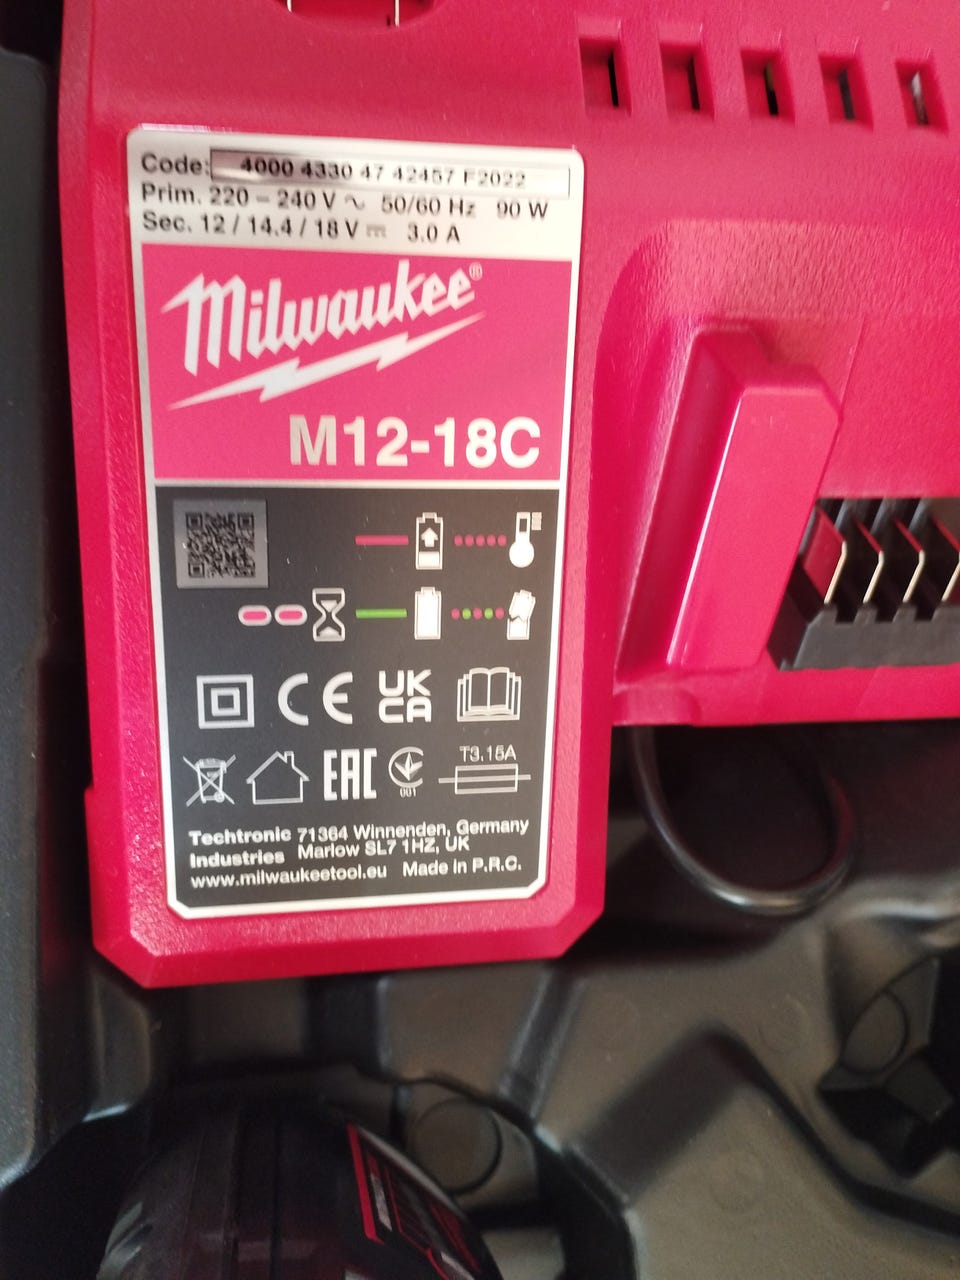 Code: 4000 4330 47 42457 F2022
Prim. 220 – 240 V ~ 50/60 Hz 90 W
Sec. 12 / 14.4 / 18 V ⎓ 3.0 A
Milwaukee®
M12-18C
CE
UK
CA
EAC
001
T3.15A
Techtronic 71364 Winnenden, Germany
Industries Marlow SL7 1HZ, UK
www.milwaukeetool.eu Made in P.R.C.